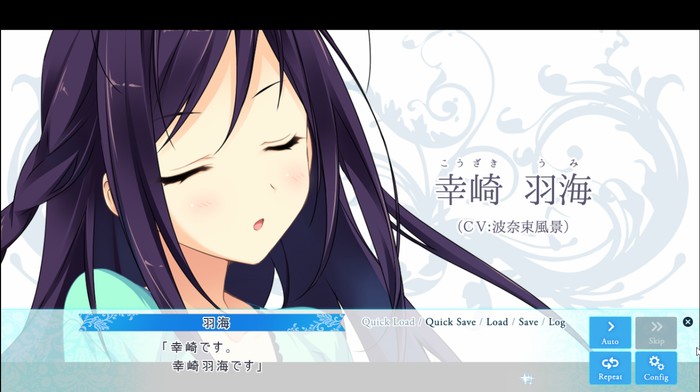 こうざき うみ
幸崎 羽海
（CV:波奈束風景）
羽海
Quick Load / Quick Save / Load / Save / Log
「幸崎です。
幸崎羽海です」
Auto
Skip
Repeat
Config